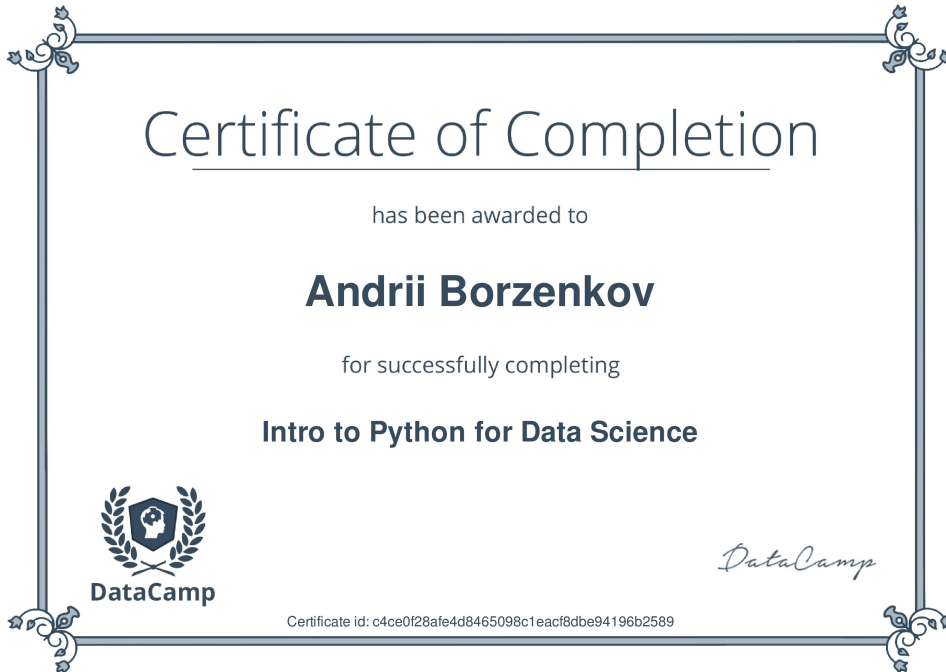 Certificate of Completion
has been awarded to
Andrii Borzenkov
for successfully completing
Intro to Python for Data Science
DataCamp
DataCamp
Certificate id: c4ce0f28afe4d8465098c1eacf8dbe94196b2589